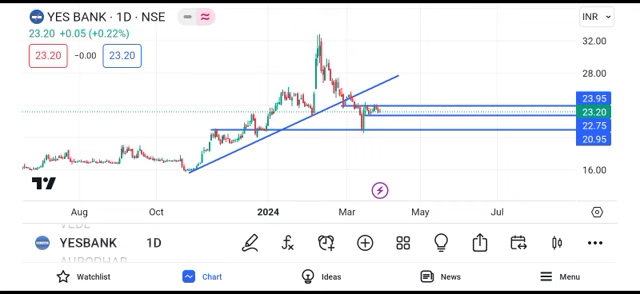 YES BANK · 1D · NSE
INR
23.20 +0.05 (+0.22%)
23.20 −0.00 23.20
32.00
28.00
23.95
23.20
22.75
20.95
16.00
Aug Oct 2024 Mar May Jul
YESBANK 1D
Watchlist Chart Ideas News Menu